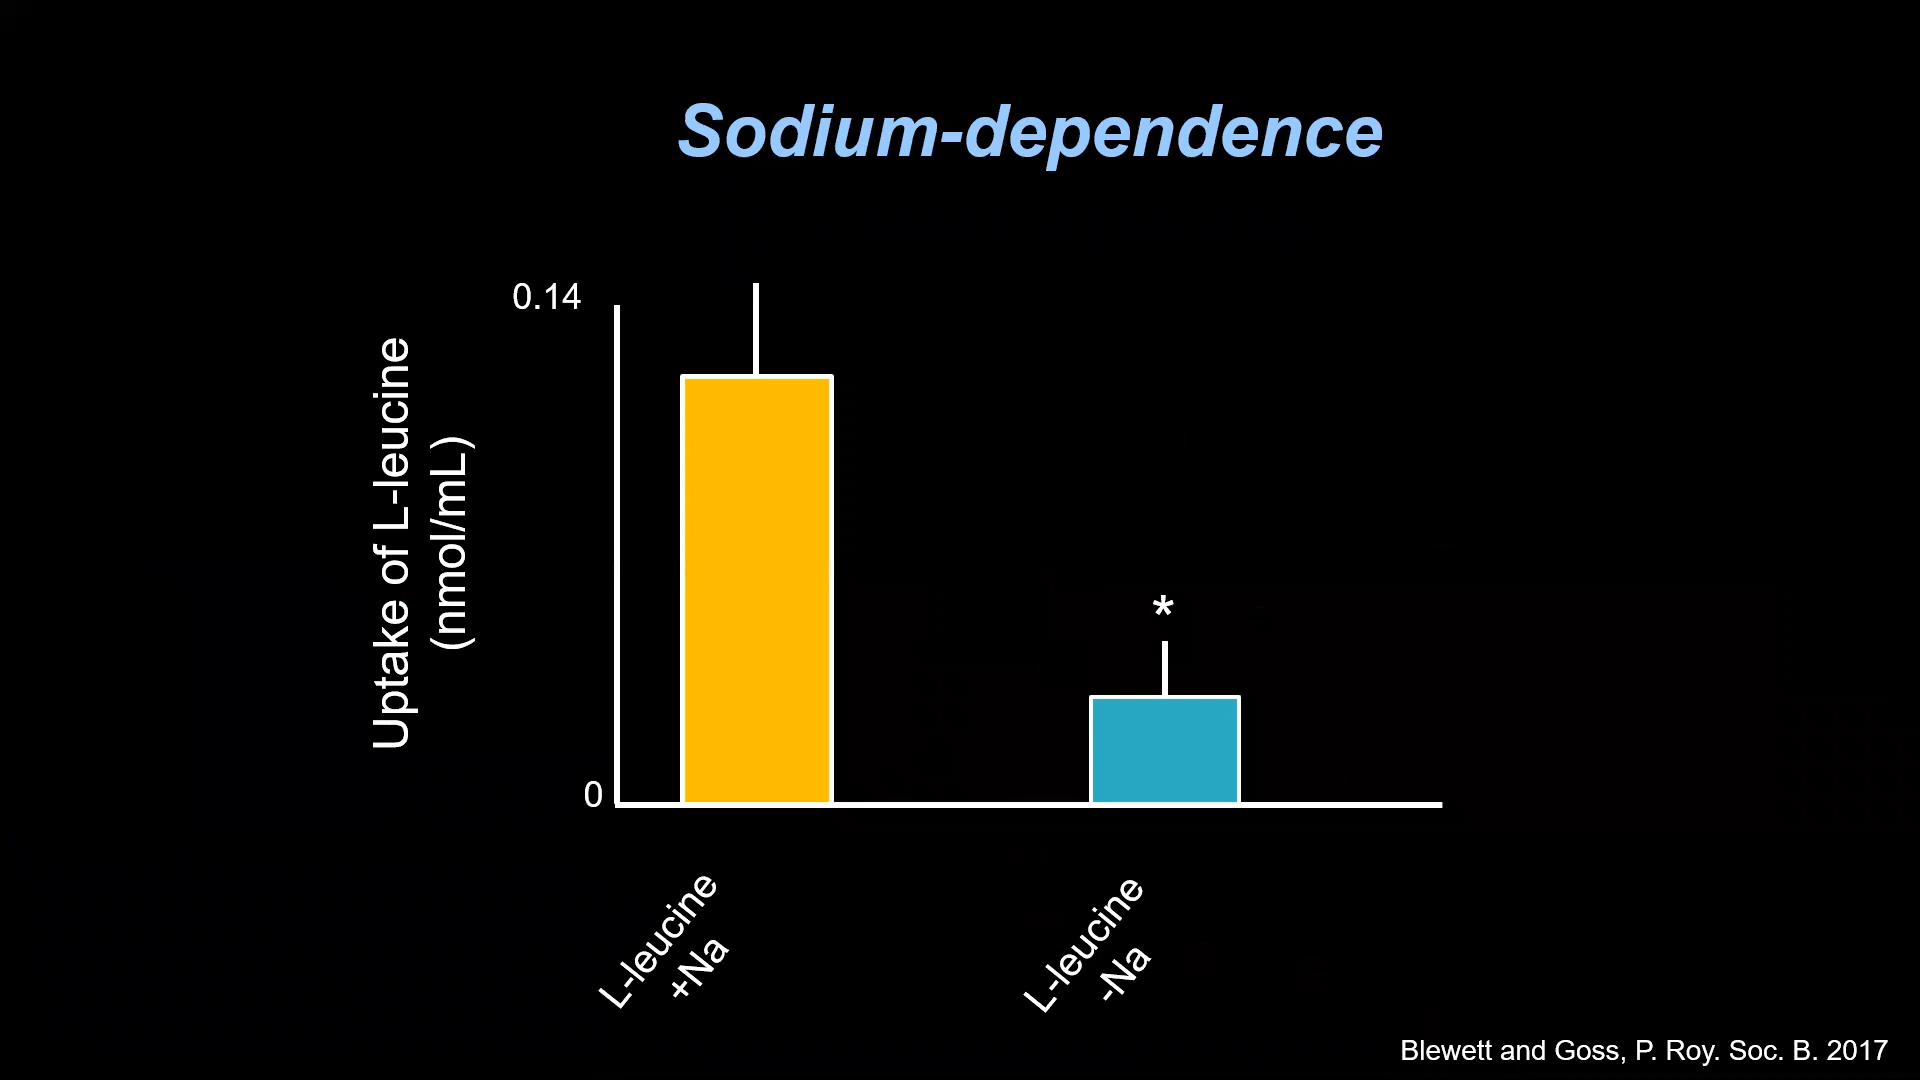 Sodium-dependence
0.14
Uptake of L-leucine
(nmol/mL)
*
0
L-leucine
+Na
L-leucine
-Na
Blewett and Goss, P. Roy. Soc. B. 2017